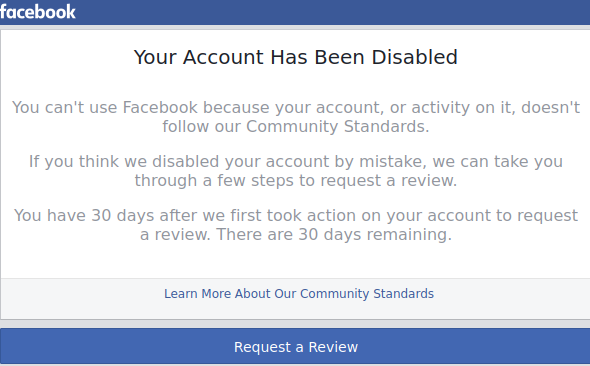 facebook
Your Account Has Been Disabled
You can't use Facebook because your account, or activity on it, doesn't
follow our Community Standards.
If you think we disabled your account by mistake, we can take you
through a few steps to request a review.
You have 30 days after we first took action on your account to request
a review. There are 30 days remaining.
Learn More About Our Community Standards
Request a Review